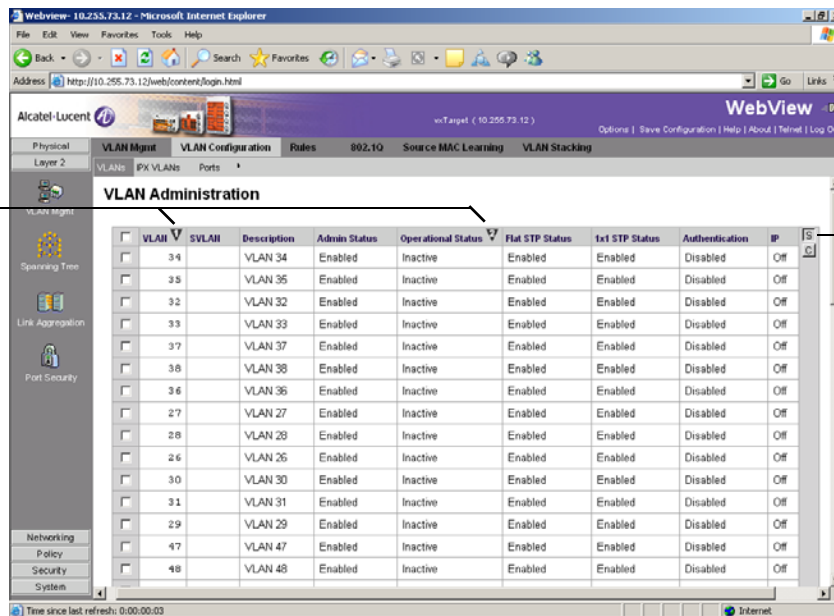 Webview- 10.255.73.12 - Microsoft Internet Explorer
File Edit View Favorites Tools Help
Back Search Favorites
Address http://10.255.73.12/web/content/login.html Go Links
Alcatel-Lucent vxTarget ( 10.255.73.12 ) WebView
Options | Save Configuration | Help | About | Telnet | Log
Physical VLAN Mgmt VLAN Configuration Rules 802.1Q Source MAC Learning VLAN Stacking
Layer 2 VLANs IPX VLANs Ports
VLAN Mgmt
Spanning Tree
Link Aggregation
Port Security
VLAN Administration
VLAN SVLAN Description Admin Status Operational Status Flat STP Status 1x1 STP Status Authentication IP S
C
34 VLAN 34 Enabled Inactive Enabled Enabled Disabled Off
35 VLAN 35 Enabled Inactive Enabled Enabled Disabled Off
32 VLAN 32 Enabled Inactive Enabled Enabled Disabled Off
33 VLAN 33 Enabled Inactive Enabled Enabled Disabled Off
37 VLAN 37 Enabled Inactive Enabled Enabled Disabled Off
38 VLAN 38 Enabled Inactive Enabled Enabled Disabled Off
36 VLAN 36 Enabled Inactive Enabled Enabled Disabled Off
27 VLAN 27 Enabled Inactive Enabled Enabled Disabled Off
28 VLAN 28 Enabled Inactive Enabled Enabled Disabled Off
26 VLAN 26 Enabled Inactive Enabled Enabled Disabled Off
30 VLAN 30 Enabled Inactive Enabled Enabled Disabled Off
31 VLAN 31 Enabled Inactive Enabled Enabled Disabled Off
29 VLAN 29 Enabled Inactive Enabled Enabled Disabled Off
47 VLAN 47 Enabled Inactive Enabled Enabled Disabled Off
48 VLAN 48 Enabled Inactive Enabled Enabled Disabled Off
Networking
Policy
Security
System
Time since last refresh: 0:00:00:03 Internet